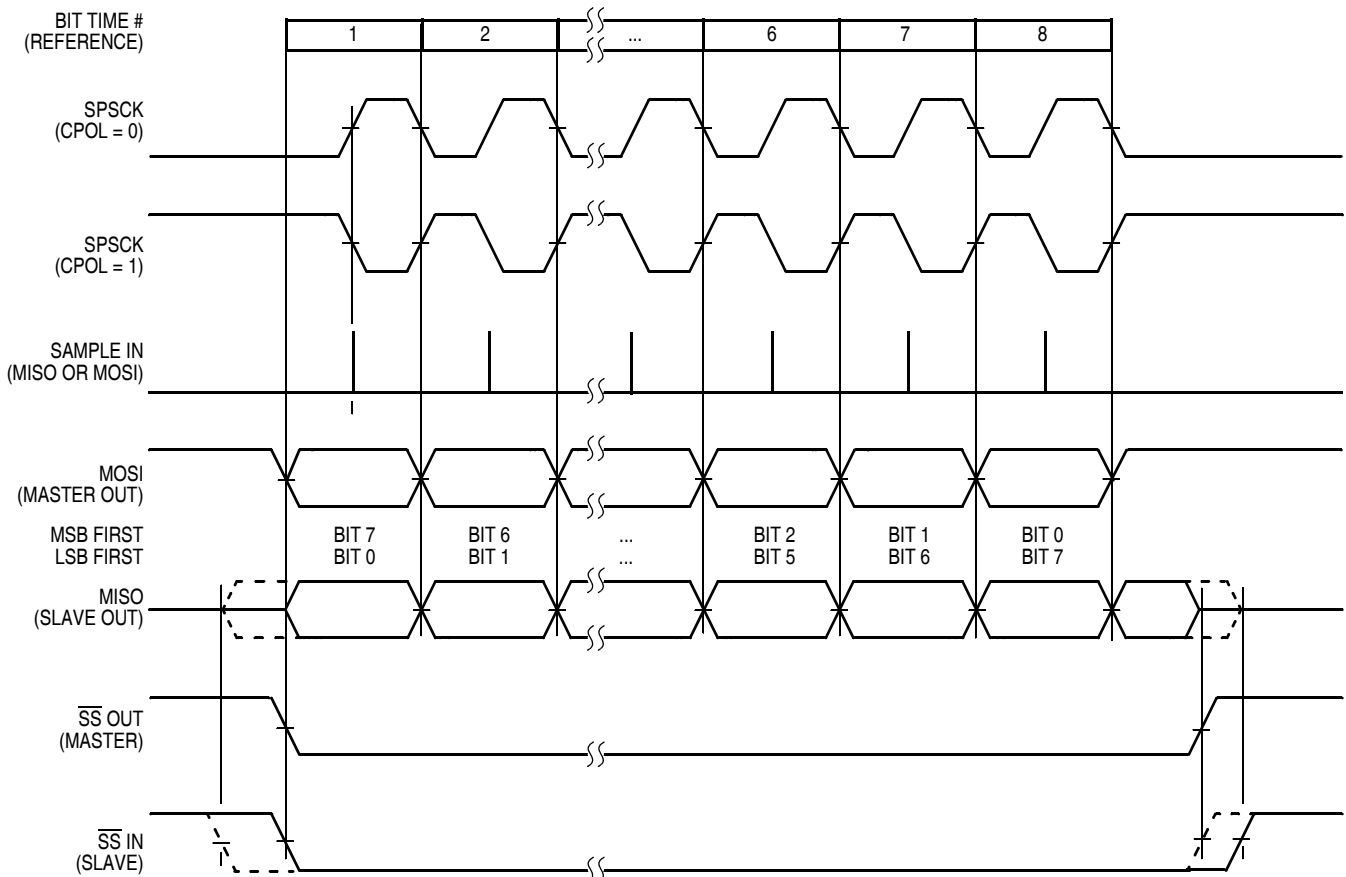 BIT TIME #
(REFERENCE)
1 2 ... 6 7 8
SPSCK
(CPOL = 0)
SPSCK
(CPOL = 1)
SAMPLE IN
(MISO OR MOSI)
MOSI
(MASTER OUT)
MSB FIRST BIT 7 BIT 6 ... BIT 2 BIT 1 BIT 0
LSB FIRST BIT 0 BIT 1 ... BIT 5 BIT 6 BIT 7
MISO
(SLAVE OUT)
S̅S̅ OUT
(MASTER)
S̅S̅ IN
(SLAVE)